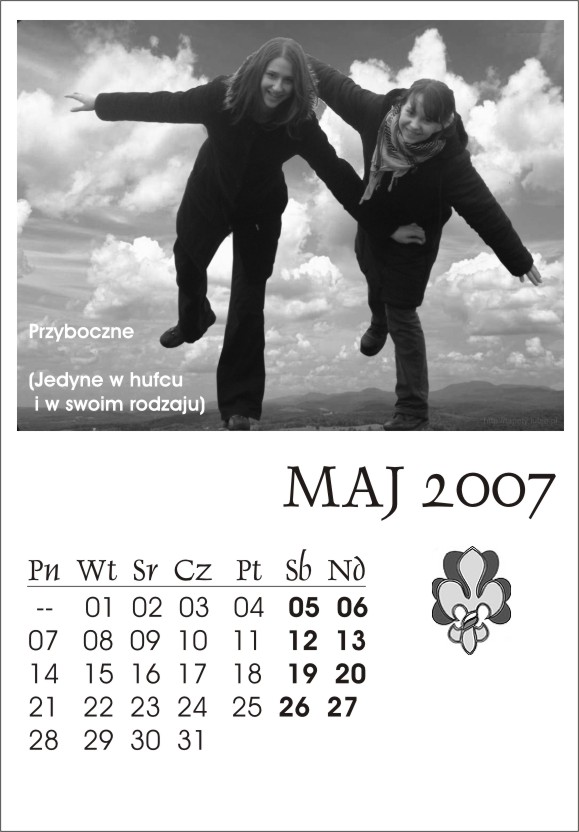 Przyboczne
(Jedyne w hufcu
i w swoim rodzaju)
MAJ 2007
Pn Wt Sr Cz Pt Sb Nd
-- 01 02 03 04 05 06
07 08 09 10 11 12 13
14 15 16 17 18 19 20
21 22 23 24 25 26 27
28 29 30 31